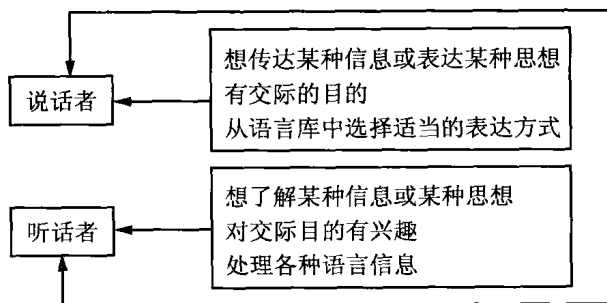 说话者
想传达某种信息或表达某种思想
有交际的目的
从语言库中选择适当的表达方式
听话者
想了解某种信息或某种思想
对交际目的有兴趣
处理各种语言信息